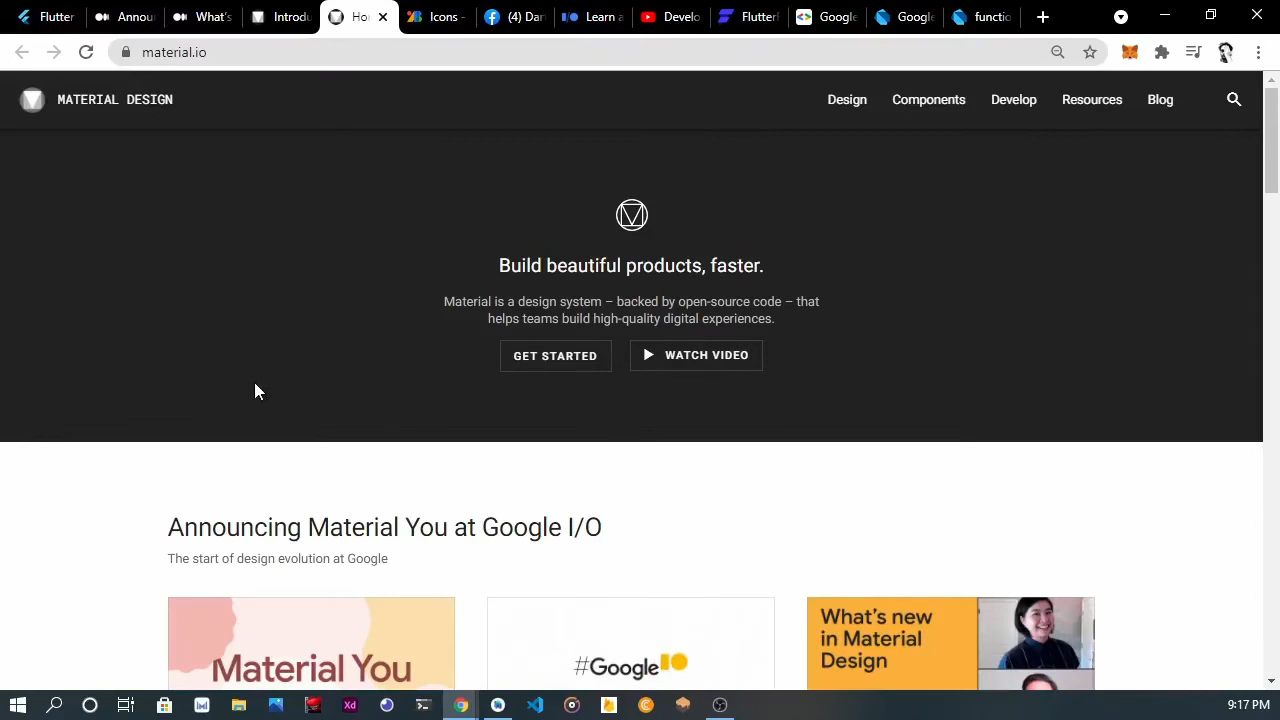 Flutter
Annou
What's
Introdu
Ho
Icons -
(4) Dar
Learn a
Develo
Flutterf
Google
Google
functio
material.io
MATERIAL DESIGN
Design
Components
Develop
Resources
Blog
Build beautiful products, faster.
Material is a design system – backed by open-source code – that
helps teams build high-quality digital experiences.
GET STARTED
WATCH VIDEO
Announcing Material You at Google I/O
The start of design evolution at Google
Material You
#GoogleIO
What's new
in Material
Design
Xd
9:17 PM